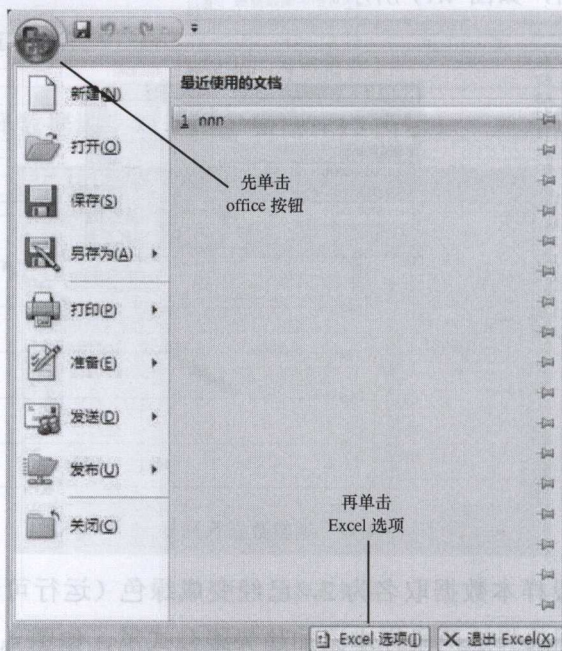 新建(N)
打开(O)
保存(S)
另存为(A)
打印(P)
准备(E)
发送(D)
发布(U)
关闭(C)
最近使用的文档
1 nnn
先单击
office 按钮
再单击
Excel 选项
Excel 选项(I)
退出 Excel(X)